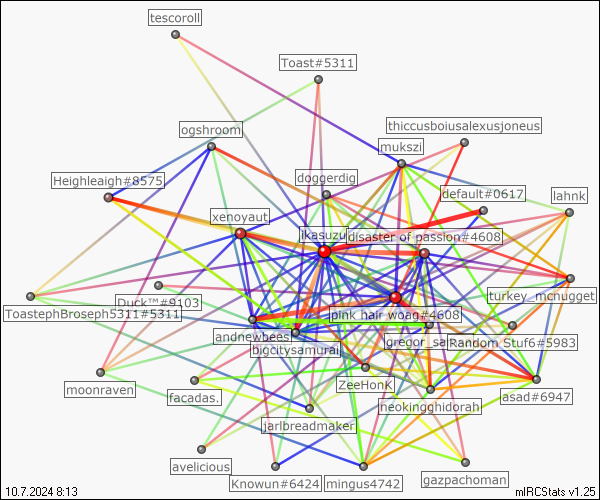 tescoroll
Toast#5311
thiccusboiusalexusjoneus
ogshroom
mukszi
doggerdig
Heighleaigh#8575
default#0617
lahnk
xenoyaut
ikasuzu
disaster of passion#4608
turkey_mcnugget
Duck™#9103
ToastephBroseph5311#5311
pink hair woag#4608
andnewbees
gregor_sa
Random Stuf6#5983
bigcitysamurai
ZeeHonK
moonraven
facadas.
heokingghidorah
asad#6947
jarlbreadmaker
avelicious
Knowun#6424
mingus4742
gazpachoman
10.7.2024 8:13
mIRCStats v1.25